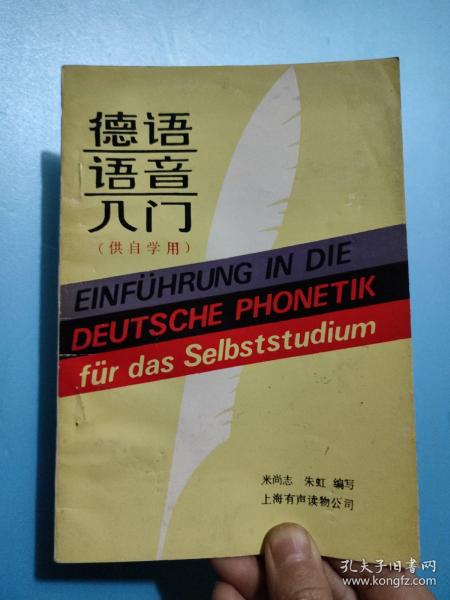 德语
语音
入门
（供自学用）
EINFÜHRUNG IN DIE
DEUTSCHE PHONETIK
für das Selbststudium
米尚志 朱虹 编写
上海有声读物公司
孔夫子旧书网
www.kongfz.com